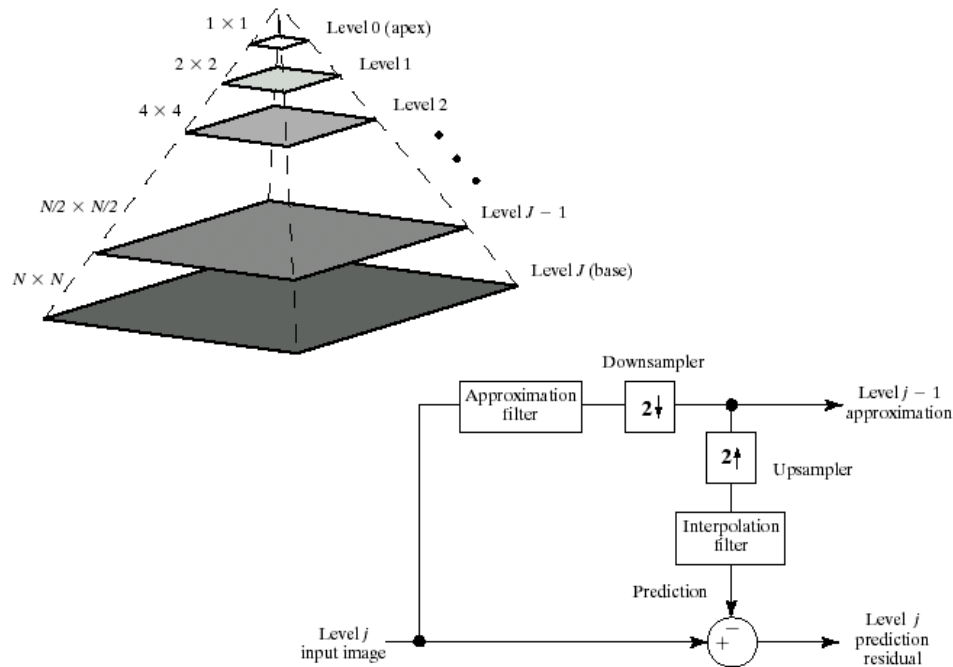 1 × 1
Level 0 (apex)
2 × 2
Level 1
4 × 4
Level 2
N/2 × N/2
Level J − 1
N × N
Level J (base)
Downsampler
Approximation
filter
2↓
Level j − 1
approximation
2↑
Upsampler
Interpolation
filter
Prediction
−
+
Level j
input image
Level j
prediction
residual